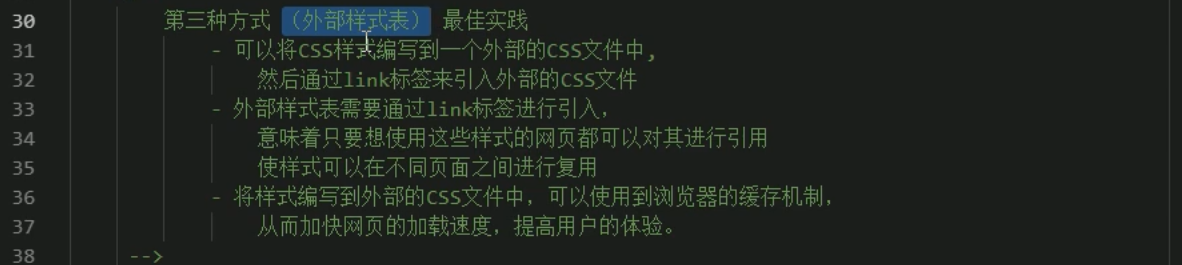 30 第三种方式 （外部样式表） 最佳实践
31 - 可以将CSS样式编写到一个外部的CSS文件中,
32 然后通过link标签来引入外部的CSS文件
33 - 外部样式表需要通过link标签进行引入，
34 意味着只要想使用这些样式的网页都可以对其进行引用
35 使样式可以在不同页面之间进行复用
36 - 将样式编写到外部的CSS文件中，可以使用到浏览器的缓存机制，
37 从而加快网页的加载速度，提高用户的体验。
38 -->